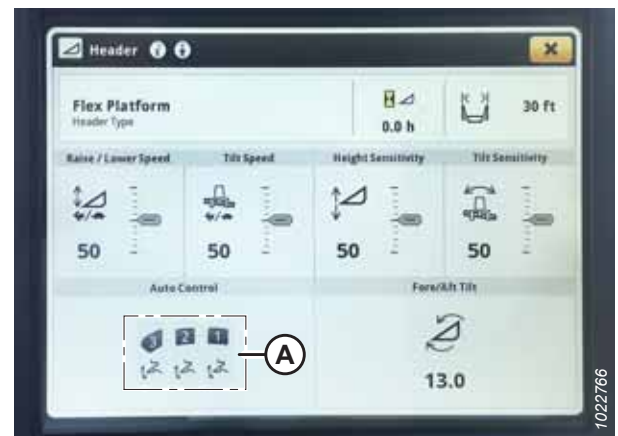 Header
Flex Platform
Header Type
0.0 h
30 ft
Raise / Lower Speed
Tilt Speed
Height Sensitivity
Tilt Sensitivity
50
50
50
50
Auto Control
Fore/Aft Tilt
3 2 1
A
13.0
1022766